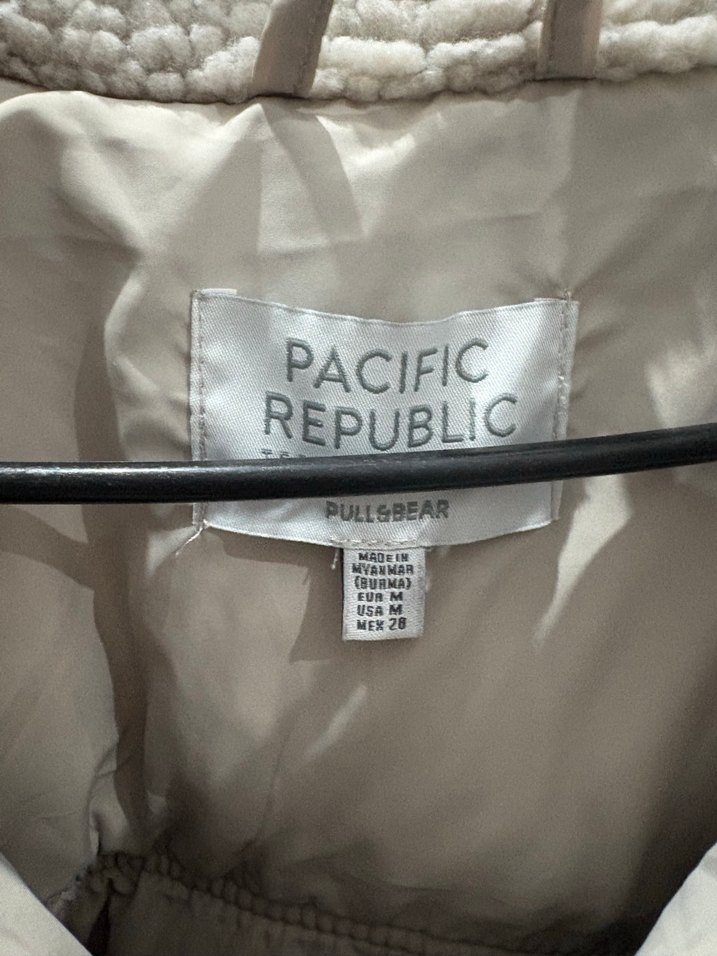 PACIFIC
REPUBLIC
PULL&BEAR
MADE IN
MYANMAR
(BURMA)
EUR M
USA M
MEX 28